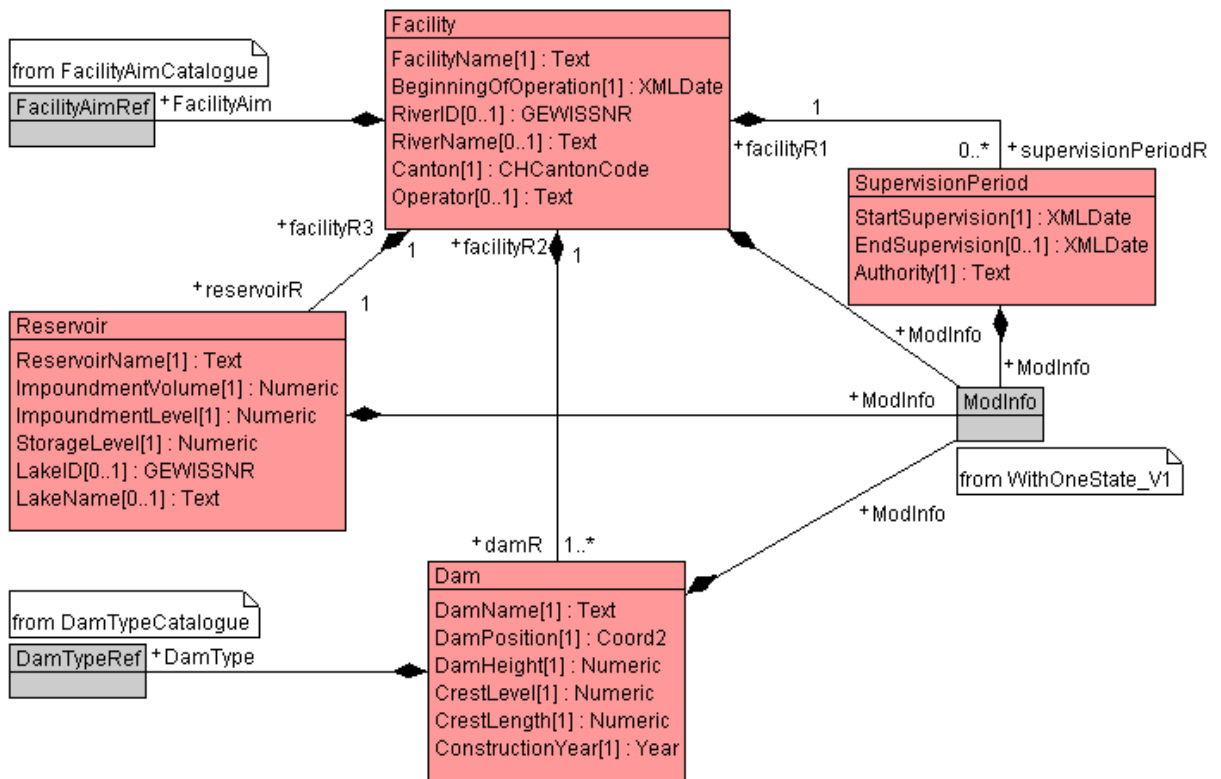 Facility
FacilityName[1] : Text
BeginningOfOperation[1] : XMLDate
RiverID[0..1] : GEWISSNR
RiverName[0..1] : Text
Canton[1] : CHCantonCode
Operator[0..1] : Text
from FacilityAimCatalogue
FacilityAimRef
+FacilityAim
1
+facilityR1
0..*
+supervisionPeriodR
SupervisionPeriod
StartSupervision[1] : XMLDate
EndSupervision[0..1] : XMLDate
Authority[1] : Text
+facilityR3
1
+facilityR2
1
+reservoirR
1
Reservoir
ReservoirName[1] : Text
ImpoundmentVolume[1] : Numeric
ImpoundmentLevel[1] : Numeric
StorageLevel[1] : Numeric
LakeID[0..1] : GEWISSNR
LakeName[0..1] : Text
+ModInfo
+ModInfo
+ModInfo
ModInfo
from WithOneState_V1
+ModInfo
+damR
1..*
Dam
DamName[1] : Text
DamPosition[1] : Coord2
DamHeight[1] : Numeric
CrestLevel[1] : Numeric
CrestLength[1] : Numeric
ConstructionYear[1] : Year
from DamTypeCatalogue
DamTypeRef
+DamType